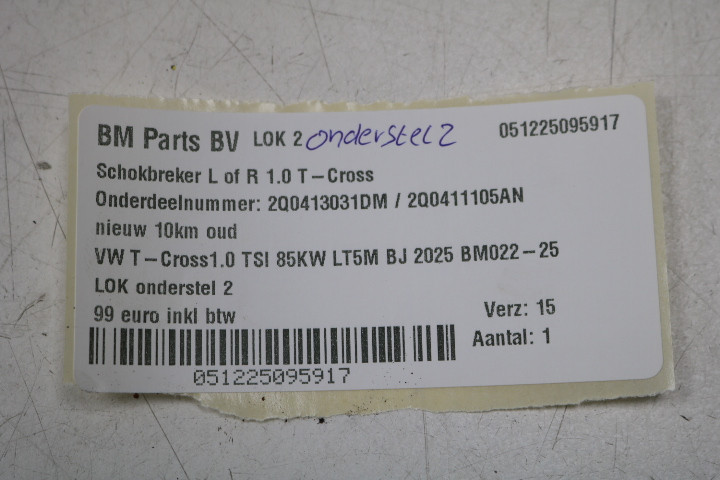 BM Parts BV LOK 2 onderstel 2 051225095917
Schokbreker L of R 1.0 T-Cross
Onderdeelnummer: 2Q0413031DM / 2Q0411105AN
nieuw 10km oud
VW T-Cross1.0 TSI 85KW LT5M BJ 2025 BM022-25
LOK onderstel 2
99 euro inkl btw Verz: 15
Aantal: 1
051225095917